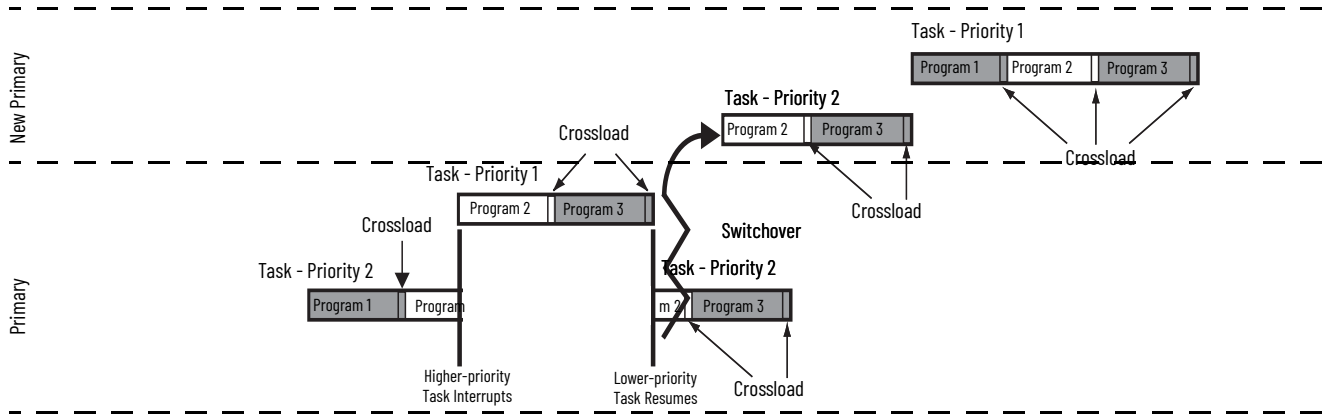 New Primary
Task - Priority 1
Program 1
Program 2
Program 3
Crossload
Task - Priority 2
Program 2
Program 3
Crossload
Primary
Crossload
Task - Priority 1
Program 2
Program 3
Crossload
Task - Priority 2
Program 1
Program
Switchover
Task - Priority 2
m 2
Program 3
Crossload
Higher-priority
Task Interrupts
Lower-priority
Task Resumes